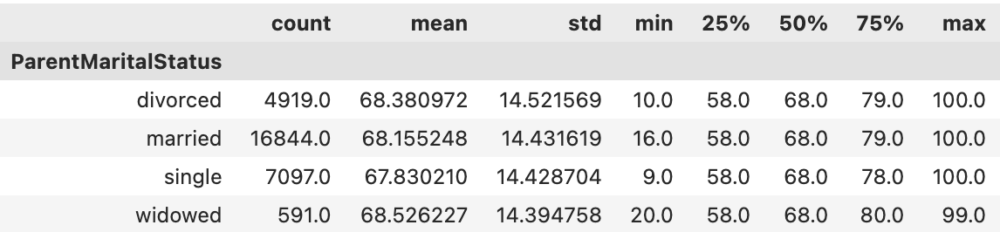 count mean std min 25% 50% 75% max
ParentMaritalStatus
divorced 4919.0 68.380972 14.521569 10.0 58.0 68.0 79.0 100.0
married 16844.0 68.155248 14.431619 16.0 58.0 68.0 79.0 100.0
single 7097.0 67.830210 14.428704 9.0 58.0 68.0 78.0 100.0
widowed 591.0 68.526227 14.394758 20.0 58.0 68.0 80.0 99.0